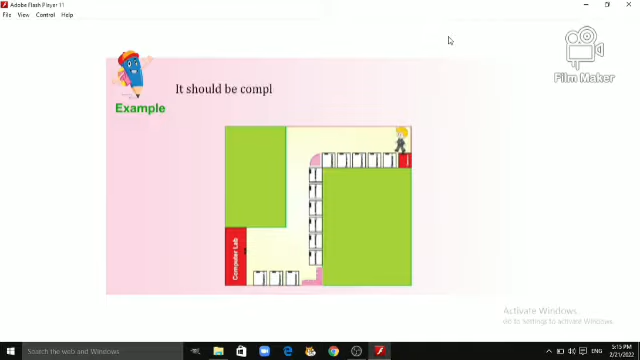 Adobe Flash Player 11
File View Control Help
Film Maker
It should be compl
Example
Computer Lab
Activate Windows
Go to Settings to activate Windows.
Search the web and Windows
ENG
5:15 PM
2/21/2022